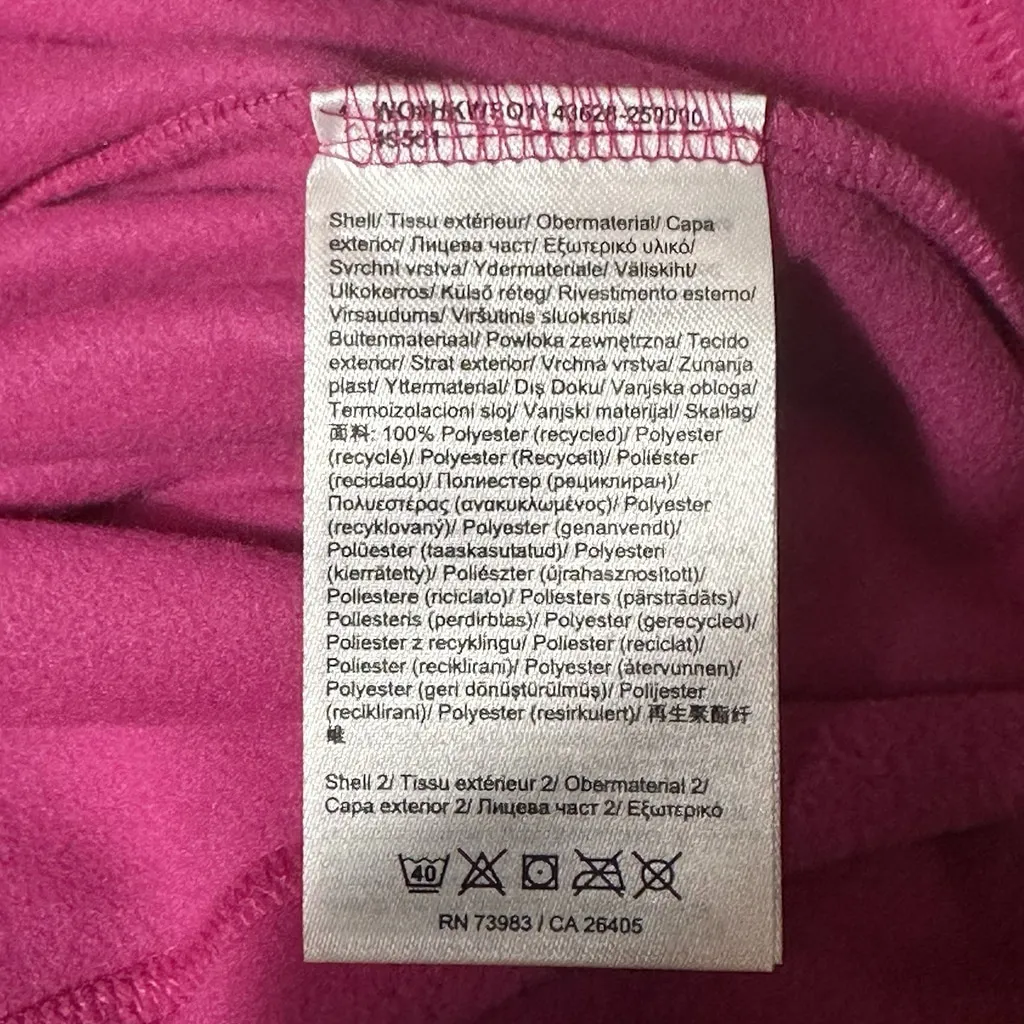 Shell/ Tissu extérieur/ Obermaterial/ Capa
exterior/ Лицева част/ Εξωτερικό υλικό/
Svrchní vrstva/ Ydermateriale/ Väliskiht/
Ulkokerros/ Külső réteg/ Rivestimento esterno/
Virsaudums/ Viršutinis sluoksnis/
Buitenmateriaal/ Powłoka zewnętrzna/ Tecido
exterior/ Strat exterior/ Vrchná vrstva/ Zunanja
plast/ Yttermaterial/ Dış Doku/ Vanjska obloga/
Termoizolacioni sloj/ Vanjski materijal/ Skallag/
面料: 100% Polyester (recycled)/ Polyester
(recyclé)/ Polyester (Recycelt)/ Poliéster
(reciclado)/ Полиестер (рециклиран)/
Πολυεστέρας (ανακυκλωμένος)/ Polyester
(recyklovaný)/ Polyester (genanvendt)/
Polüester (taaskasutatud)/ Polyesteri
(kierrätetty)/ Poliészter (újrahasznosított)/
Poliestere (riciclato)/ Poliesters (pārstrādāts)/
Poliesteris (perdirbtas)/ Polyester (gerecycled)/
Poliester z recyklingu/ Poliester (reciclat)/
Poliester (reciklirani)/ Polyester (återvunnen)/
Polyester (geri dönüştürülmüş)/ Polijester
(reciklirani)/ Polyester (resirkulert)/ 再生聚酯纤
维
Shell 2/ Tissu extérieur 2/ Obermaterial 2/
Capa exterior 2/ Лицева част 2/ Εξωτερικό
40
RN 73983 / CA 26405